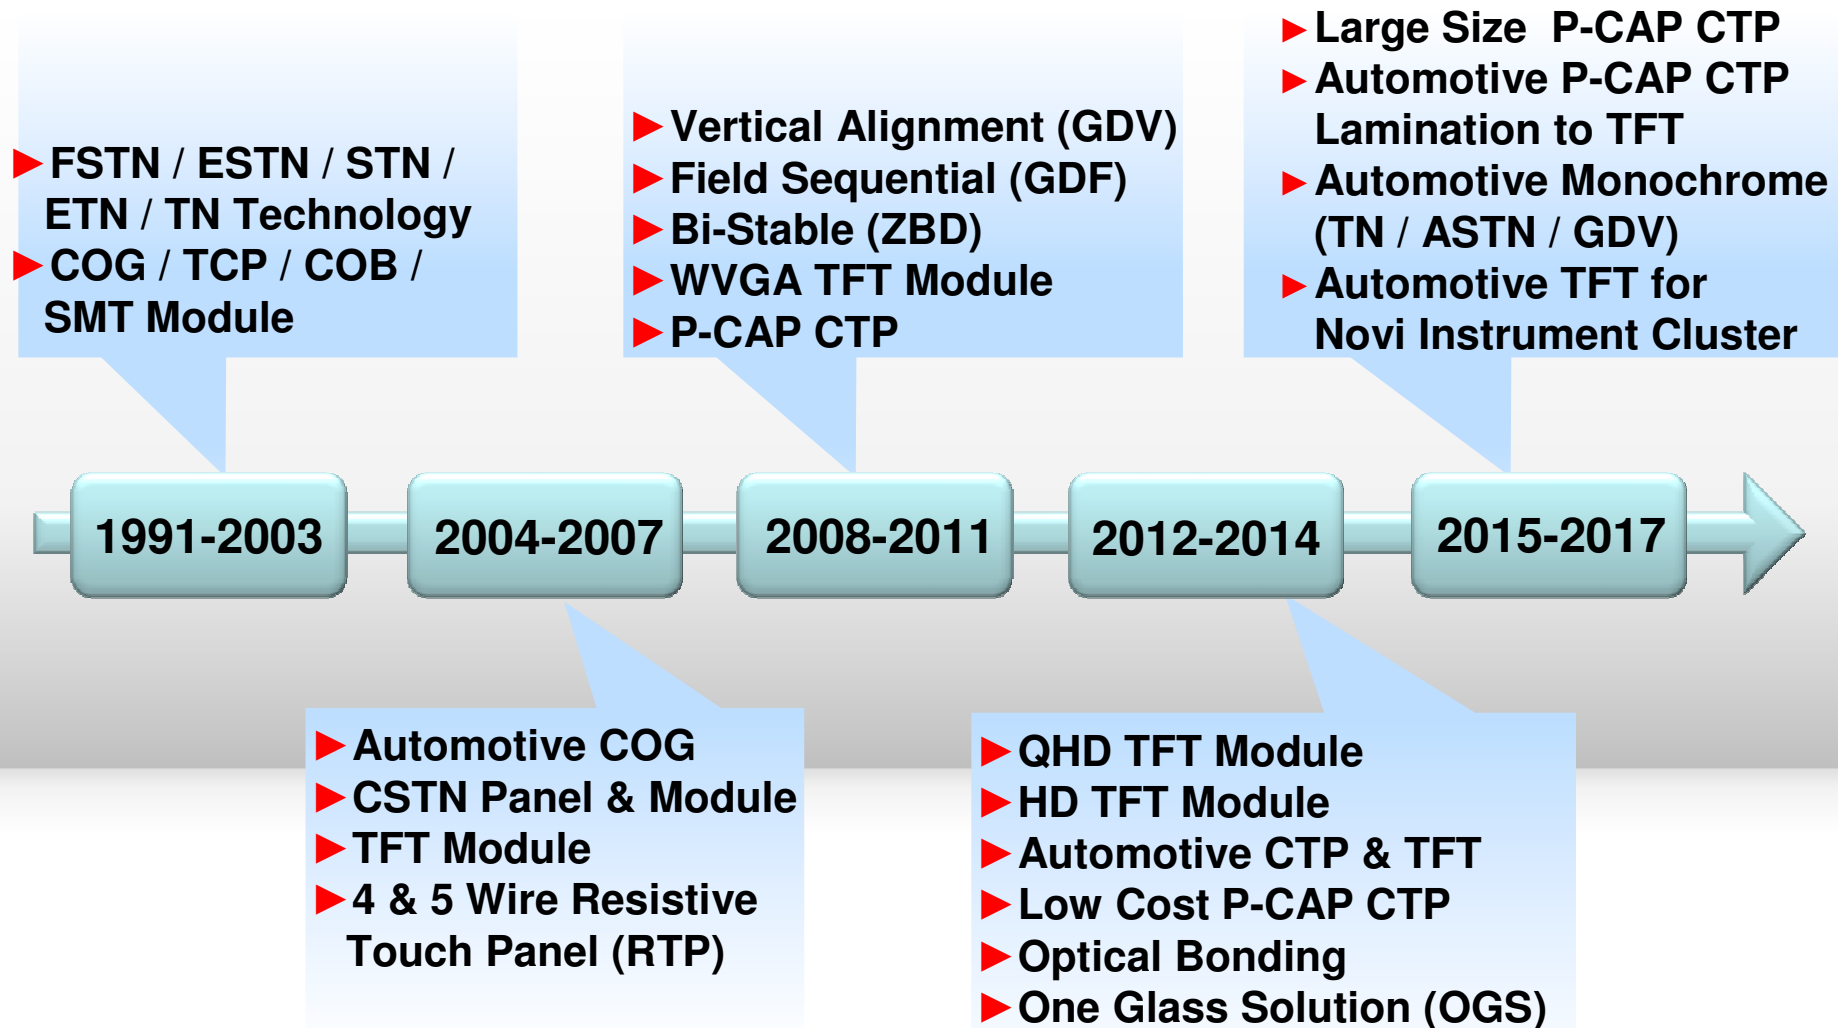 ► FSTN / ESTN / STN /
ETN / TN Technology
► COG / TCP / COB /
SMT Module
► Vertical Alignment (GDV)
► Field Sequential (GDF)
► Bi-Stable (ZBD)
► WVGA TFT Module
► P-CAP CTP
► Large Size P-CAP CTP
► Automotive P-CAP CTP
Lamination to TFT
► Automotive Monochrome
(TN / ASTN / GDV)
► Automotive TFT for
Novi Instrument Cluster
1991-2003
2004-2007
2008-2011
2012-2014
2015-2017
► Automotive COG
► CSTN Panel & Module
► TFT Module
► 4 & 5 Wire Resistive
Touch Panel (RTP)
► QHD TFT Module
► HD TFT Module
► Automotive CTP & TFT
► Low Cost P-CAP CTP
► Optical Bonding
► One Glass Solution (OGS)